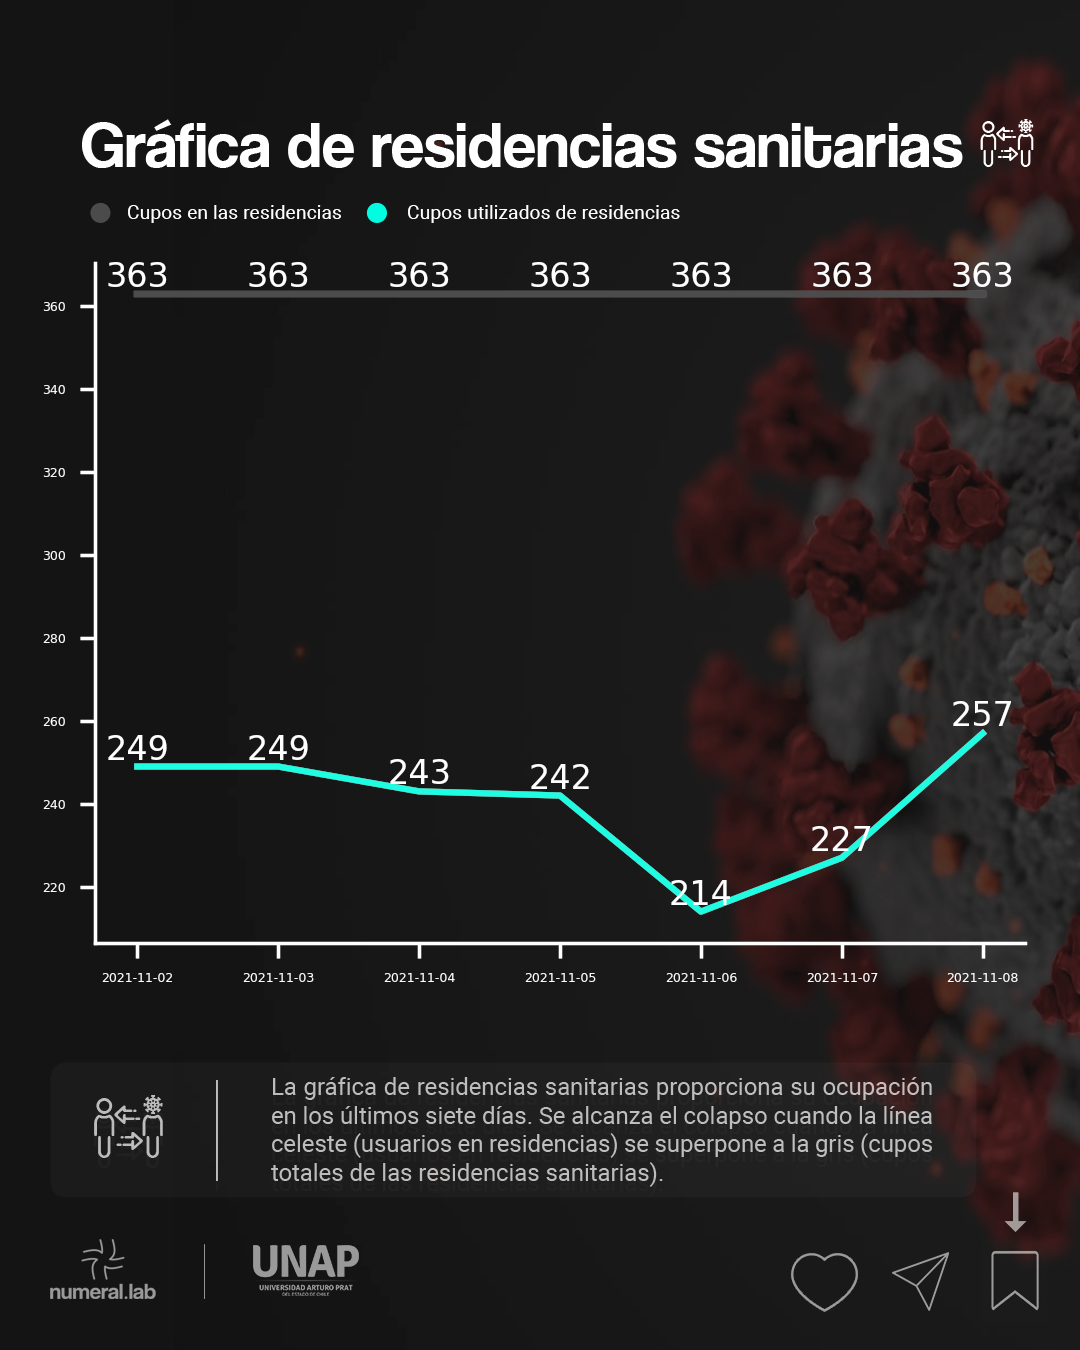 Gráfica de residencias sanitarias
Cupos en las residencias
Cupos utilizados de residencias
363 363 363 363 363 363 363
360
340
320
300
280
260
240
220
249 249 243 242 214 227 257
2021-11-02 2021-11-03 2021-11-04 2021-11-05 2021-11-06 2021-11-07 2021-11-08
La gráfica de residencias sanitarias proporciona su ocupación
en los últimos siete días. Se alcanza el colapso cuando la línea
celeste (usuarios en residencias) se superpone a la gris (cupos
totales de las residencias sanitarias).
numeral.lab
UNAP
UNIVERSIDAD ARTURO PRAT
DEL ESTADO DE CHILE